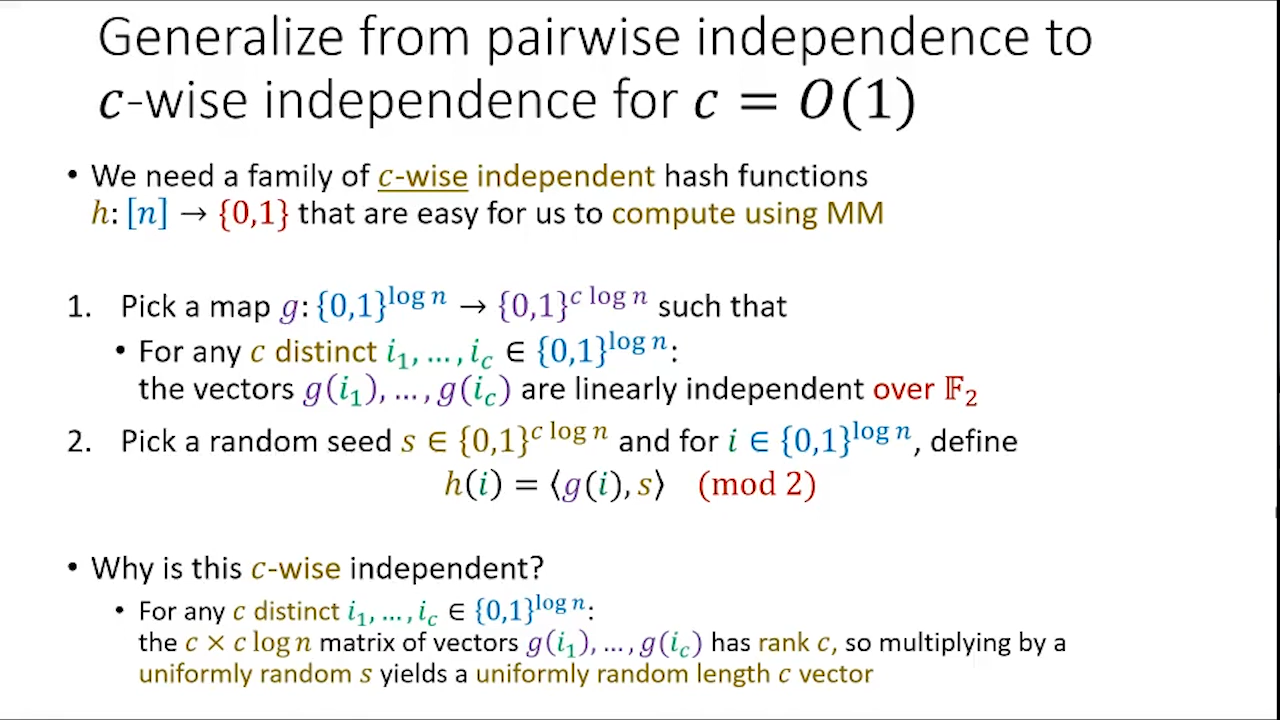 Generalize from pairwise independence to
c-wise independence for c = O(1)
• We need a family of c-wise independent hash functions
h: [n] → {0,1} that are easy for us to compute using MM
1. Pick a map g: {0,1}^{log n} → {0,1}^{c log n} such that
• For any c distinct i₁, … , i_c ∈ {0,1}^{log n}:
the vectors g(i₁), … , g(i_c) are linearly independent over 𝔽₂
2. Pick a random seed s ∈ {0,1}^{c log n} and for i ∈ {0,1}^{log n}, define
h(i) = ⟨g(i), s⟩ (mod 2)
• Why is this c-wise independent?
• For any c distinct i₁, … , i_c ∈ {0,1}^{log n}:
the c × c log n matrix of vectors g(i₁), … , g(i_c) has rank c, so multiplying by a
uniformly random s yields a uniformly random length c vector